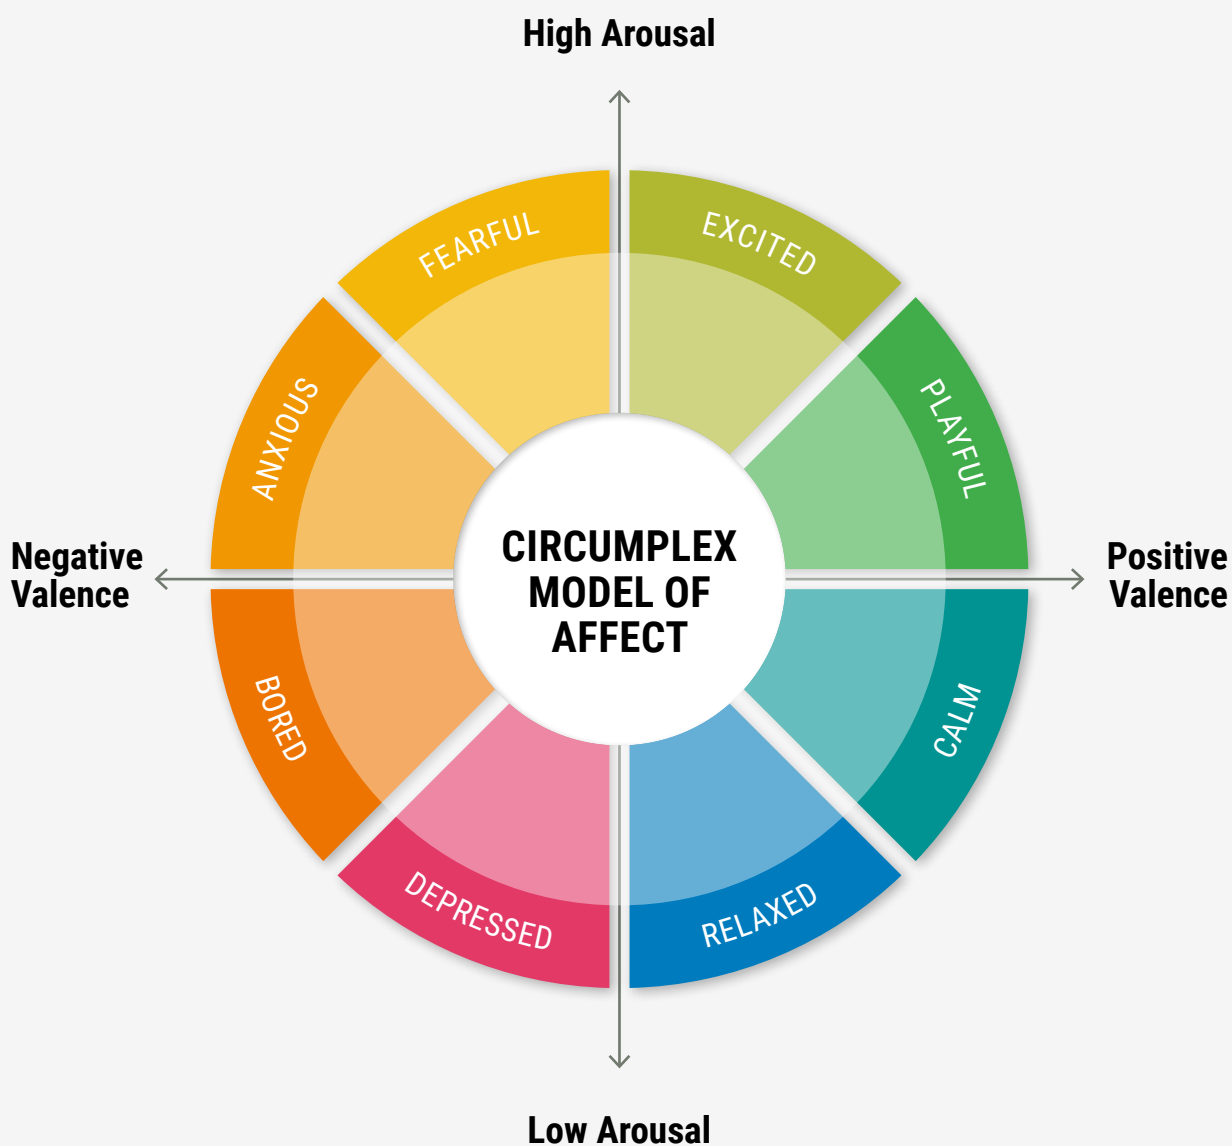 High Arousal
FEARFUL
EXCITED
ANXIOUS
PLAYFUL
Negative
Valence
CIRCUMPLEX
MODEL OF
AFFECT
Positive
Valence
BORED
CALM
DEPRESSED
RELAXED
Low Arousal